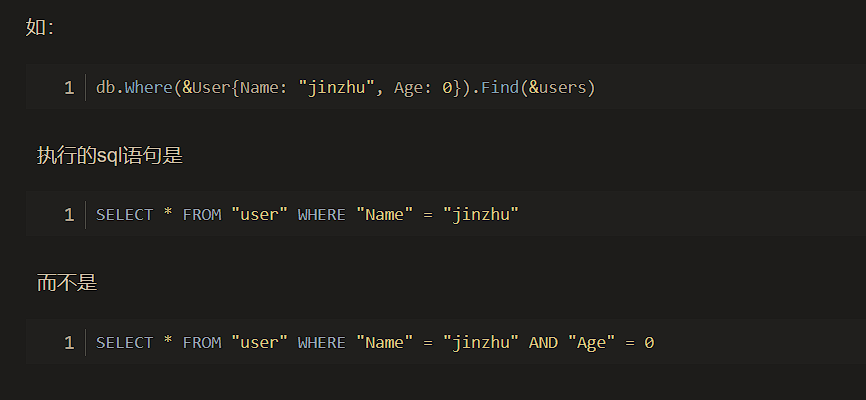 如：
1 db.Where(&User{Name: "jinzhu", Age: 0}).Find(&users)
执行的sql语句是
1 SELECT * FROM "user" WHERE "Name" = "jinzhu"
而不是
1 SELECT * FROM "user" WHERE "Name" = "jinzhu" AND "Age" = 0